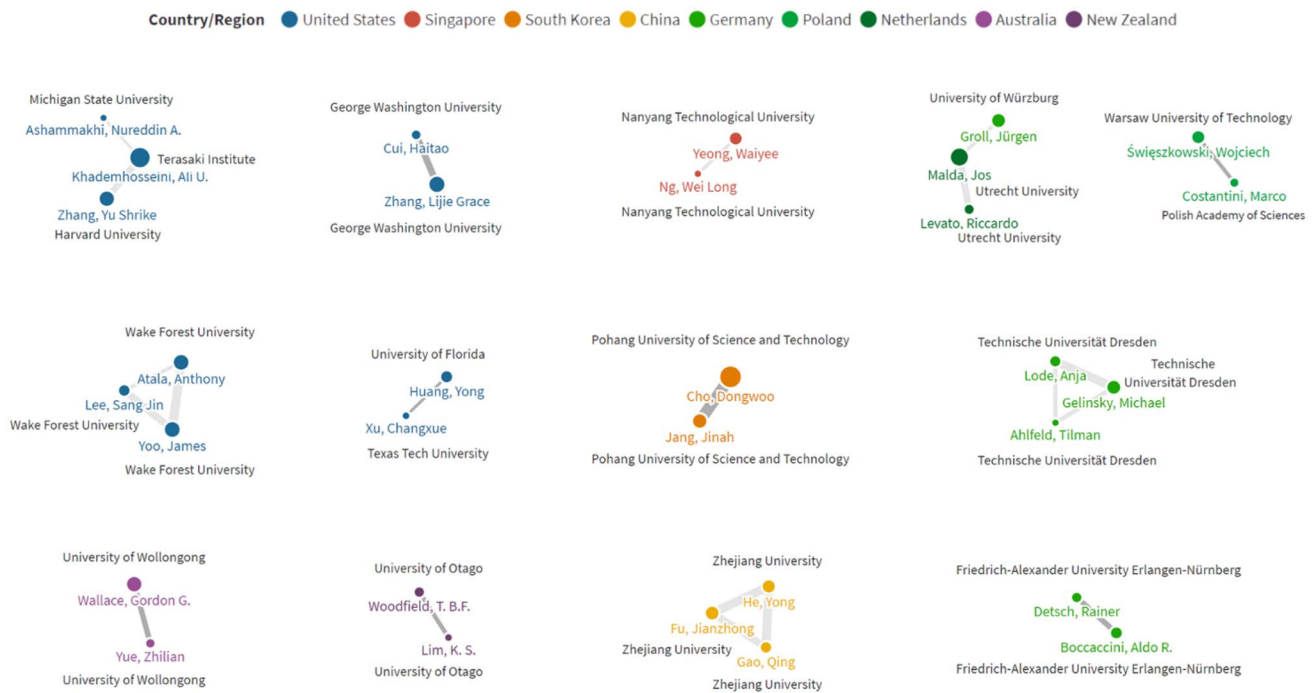 Country/Region United States Singapore South Korea China Germany Poland Netherlands Australia New Zealand
Michigan State University
Ashammakhi, Nureddin A.
Terasaki Institute
Khademhosseini, Ali U.
Zhang, Yu Shrike
Harvard University
George Washington University
Cui, Haitao
Zhang, Lijie Grace
George Washington University
Nanyang Technological University
Yeong, Waiyee
Ng, Wei Long
Nanyang Technological University
University of Würzburg
Groll, Jürgen
Malda, Jos
Utrecht University
Levato, Riccardo
Utrecht University
Warsaw University of Technology
Święszkowski, Wojciech
Costantini, Marco
Polish Academy of Sciences
Wake Forest University
Atala, Anthony
Lee, Sang Jin
Wake Forest University
Yoo, James
Wake Forest University
University of Florida
Huang, Yong
Xu, Changxue
Texas Tech University
Pohang University of Science and Technology
Cho, Dongwoo
Jang, Jinah
Pohang University of Science and Technology
Technische Universität Dresden
Lode, Anja
Technische
Universität Dresden
Gelinsky, Michael
Ahlfeld, Tilman
Technische Universität Dresden
University of Wollongong
Wallace, Gordon G.
Yue, Zhilian
University of Wollongong
University of Otago
Woodfield, T. B.F.
Lim, K. S.
University of Otago
Zhejiang University
He, Yong
Fu, Jianzhong
Zhejiang University
Gao, Qing
Zhejiang University
Friedrich-Alexander University Erlangen-Nürnberg
Detsch, Rainer
Boccaccini, Aldo R.
Friedrich-Alexander University Erlangen-Nürnberg